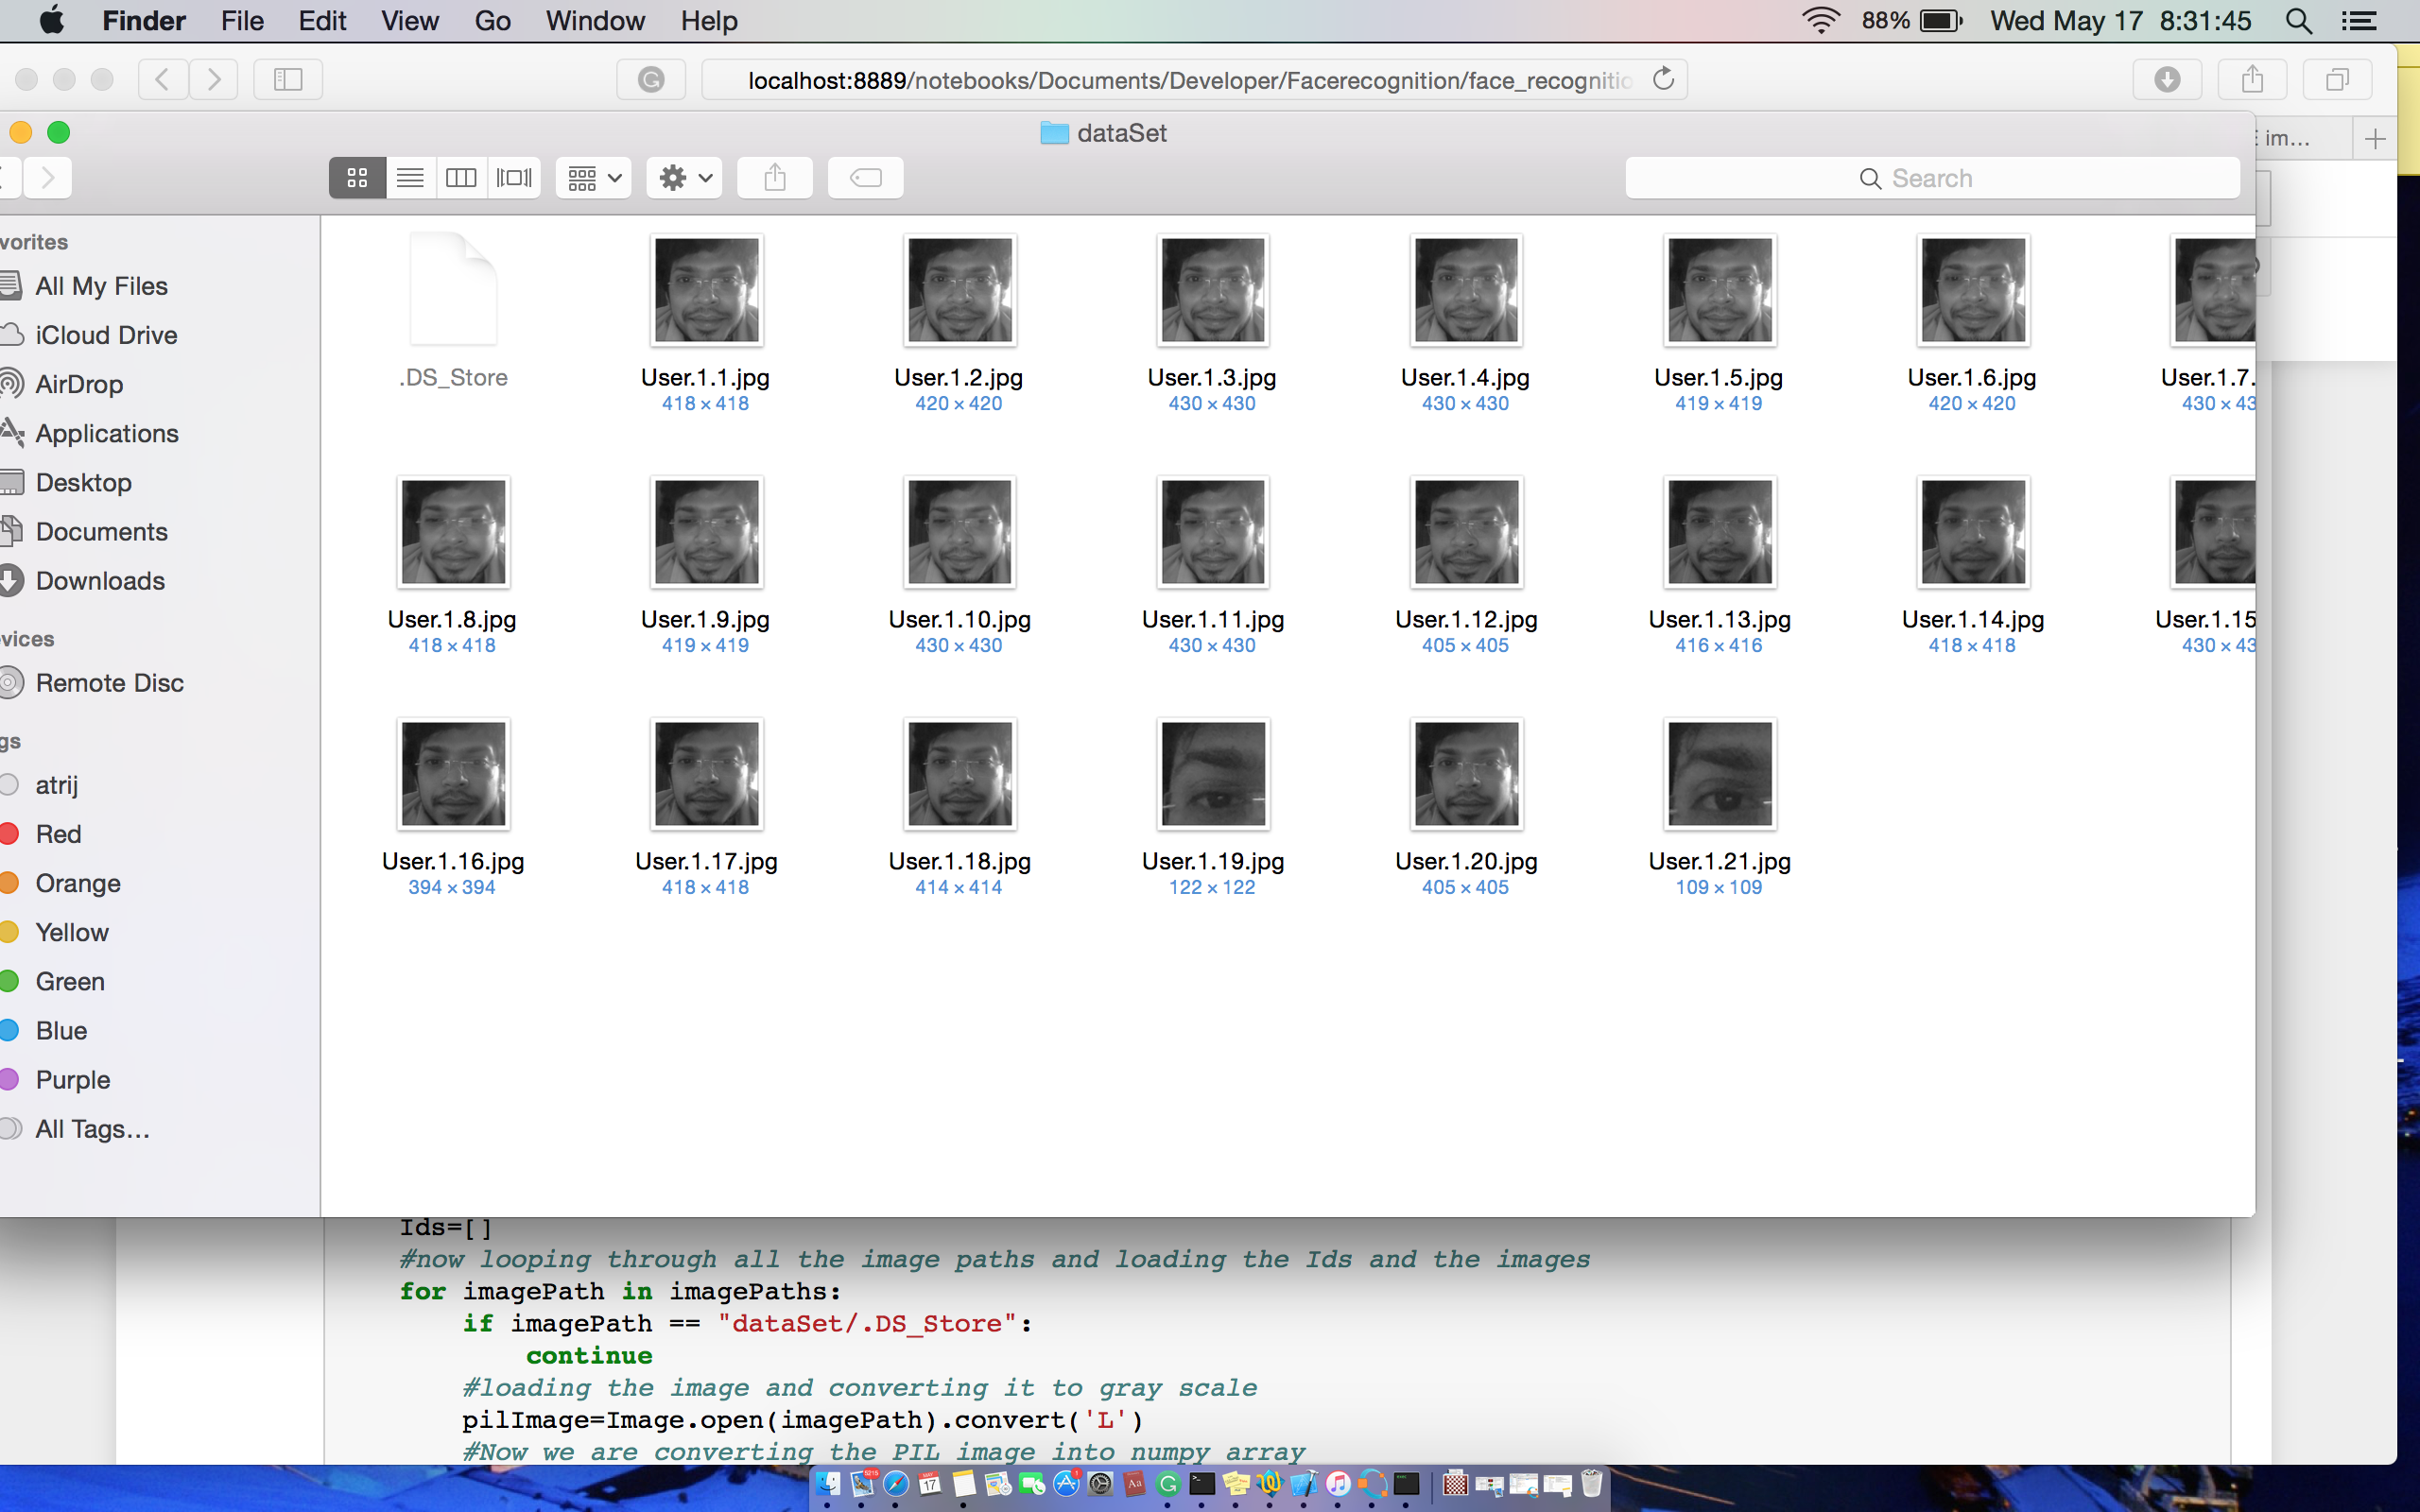 Finder File Edit View Go Window Help 88% Wed May 17 8:31:45
localhost:8889/notebooks/Documents/Developer/Facerecognition/face_recognitio
dataSet
im...
Search
vorites
All My Files
iCloud Drive
AirDrop
Applications
Desktop
Documents
Downloads
vices
Remote Disc
gs
atrij
Red
Orange
Yellow
Green
Blue
Purple
All Tags...
.DS_Store User.1.1.jpg User.1.2.jpg User.1.3.jpg User.1.4.jpg User.1.5.jpg User.1.6.jpg User.1.7.
418 × 418 420 × 420 430 × 430 430 × 430 419 × 419 420 × 420 430 × 43
User.1.8.jpg User.1.9.jpg User.1.10.jpg User.1.11.jpg User.1.12.jpg User.1.13.jpg User.1.14.jpg User.1.15
418 × 418 419 × 419 430 × 430 430 × 430 405 × 405 416 × 416 418 × 418 430 × 43
User.1.16.jpg User.1.17.jpg User.1.18.jpg User.1.19.jpg User.1.20.jpg User.1.21.jpg
394 × 394 418 × 418 414 × 414 122 × 122 405 × 405 109 × 109
Ids=[]
#now looping through all the image paths and loading the Ids and the images
for imagePath in imagePaths:
if imagePath == "dataSet/.DS_Store":
continue
#loading the image and converting it to gray scale
pilImage=Image.open(imagePath).convert('L')
#Now we are converting the PIL image into numpy array
17
Aa